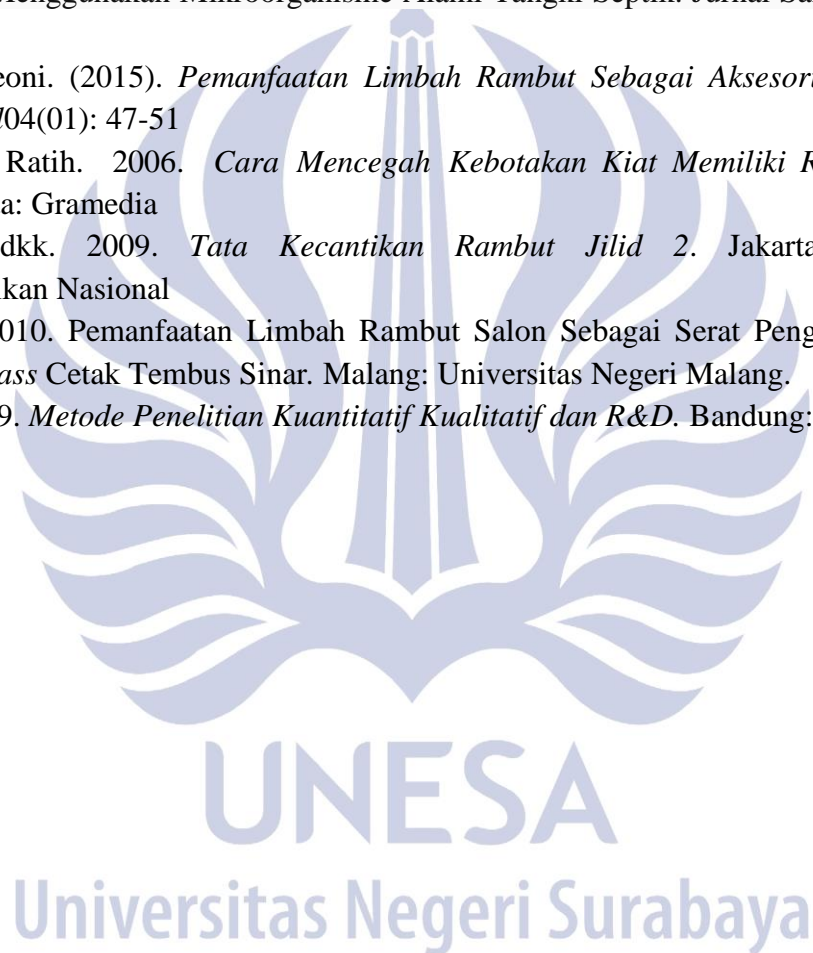 Menggunakan Mikroorganisme Alami Tangki Septik. Jurnal Sa
eoni. (2015). Pemanfaatan Limbah Rambut Sebagai Aksesori
l04(01): 47-51
Ratih. 2006. Cara Mencegah Kebotakan Kiat Memiliki R
a: Gramedia
dkk. 2009. Tata Kecantikan Rambut Jilid 2. Jakarta
ikan Nasional
010. Pemanfaatan Limbah Rambut Salon Sebagai Serat Peng
ass Cetak Tembus Sinar. Malang: Universitas Negeri Malang.
9. Metode Penelitian Kuantitatif Kualitatif dan R&D. Bandung:
UNESA
Universitas Negeri Surabaya